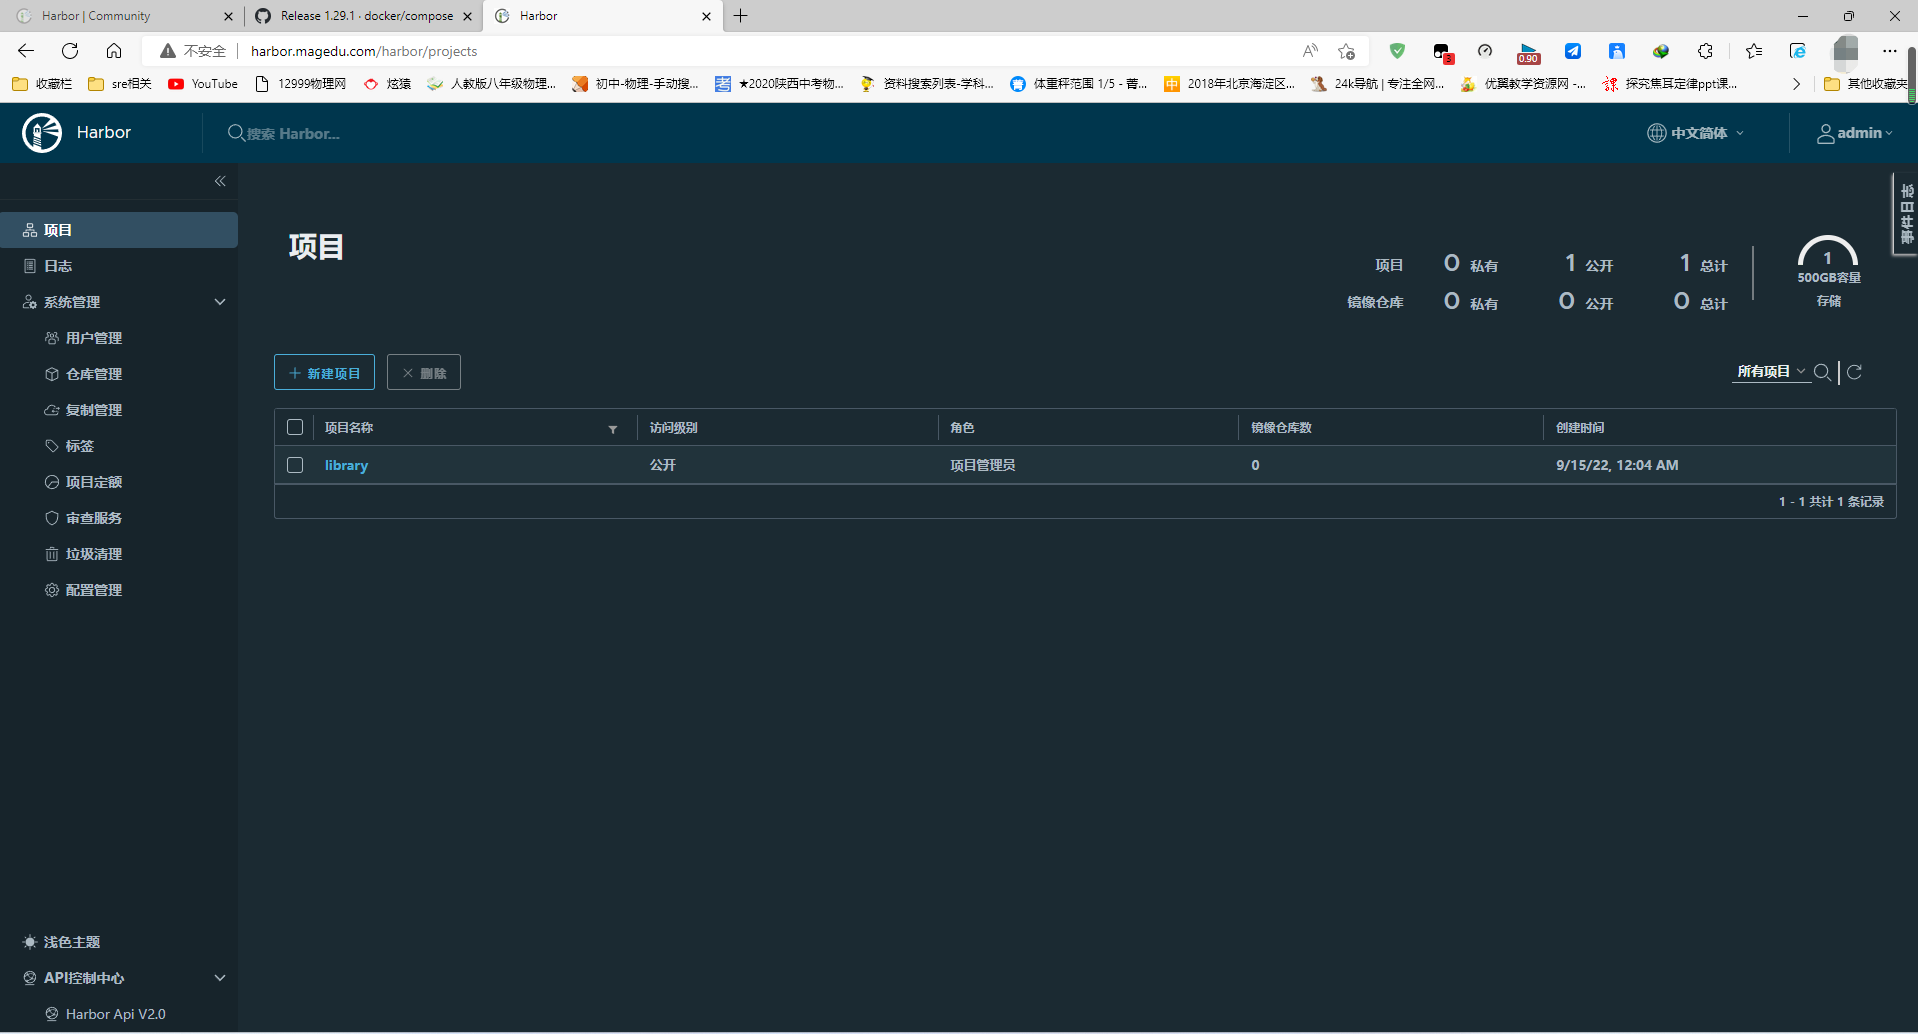 Harbor | Community
Release 1.29.1 · docker/compose
Harbor
不安全
harbor.magedu.com/harbor/projects
3
0.90
收藏栏
sre相关
YouTube
12999物理网
炫猿
人教版八年级物理...
初中-物理-手动搜...
考
★2020陕西中考物...
资料搜索列表-学科...
菁
体重秤范围 1/5 - 菁...
中
2018年北京海淀区...
24k导航 | 专注全网...
优翼教学资源网 -...
探究焦耳定律ppt课...
其他收藏夹
Harbor
搜索 Harbor...
中文简体
admin
事件日志
项目
日志
系统管理
用户管理
仓库管理
复制管理
标签
项目定额
审查服务
垃圾清理
配置管理
浅色主题
API控制中心
Harbor Api V2.0
项目
项目 0 私有 1 公开 1 总计
镜像仓库 0 私有 0 公开 0 总计
1
500GB容量
存储
新建项目
删除
所有项目
项目名称 访问级别 角色 镜像仓库数 创建时间
library 公开 项目管理员 0 9/15/22, 12:04 AM
1 - 1 共计 1 条记录